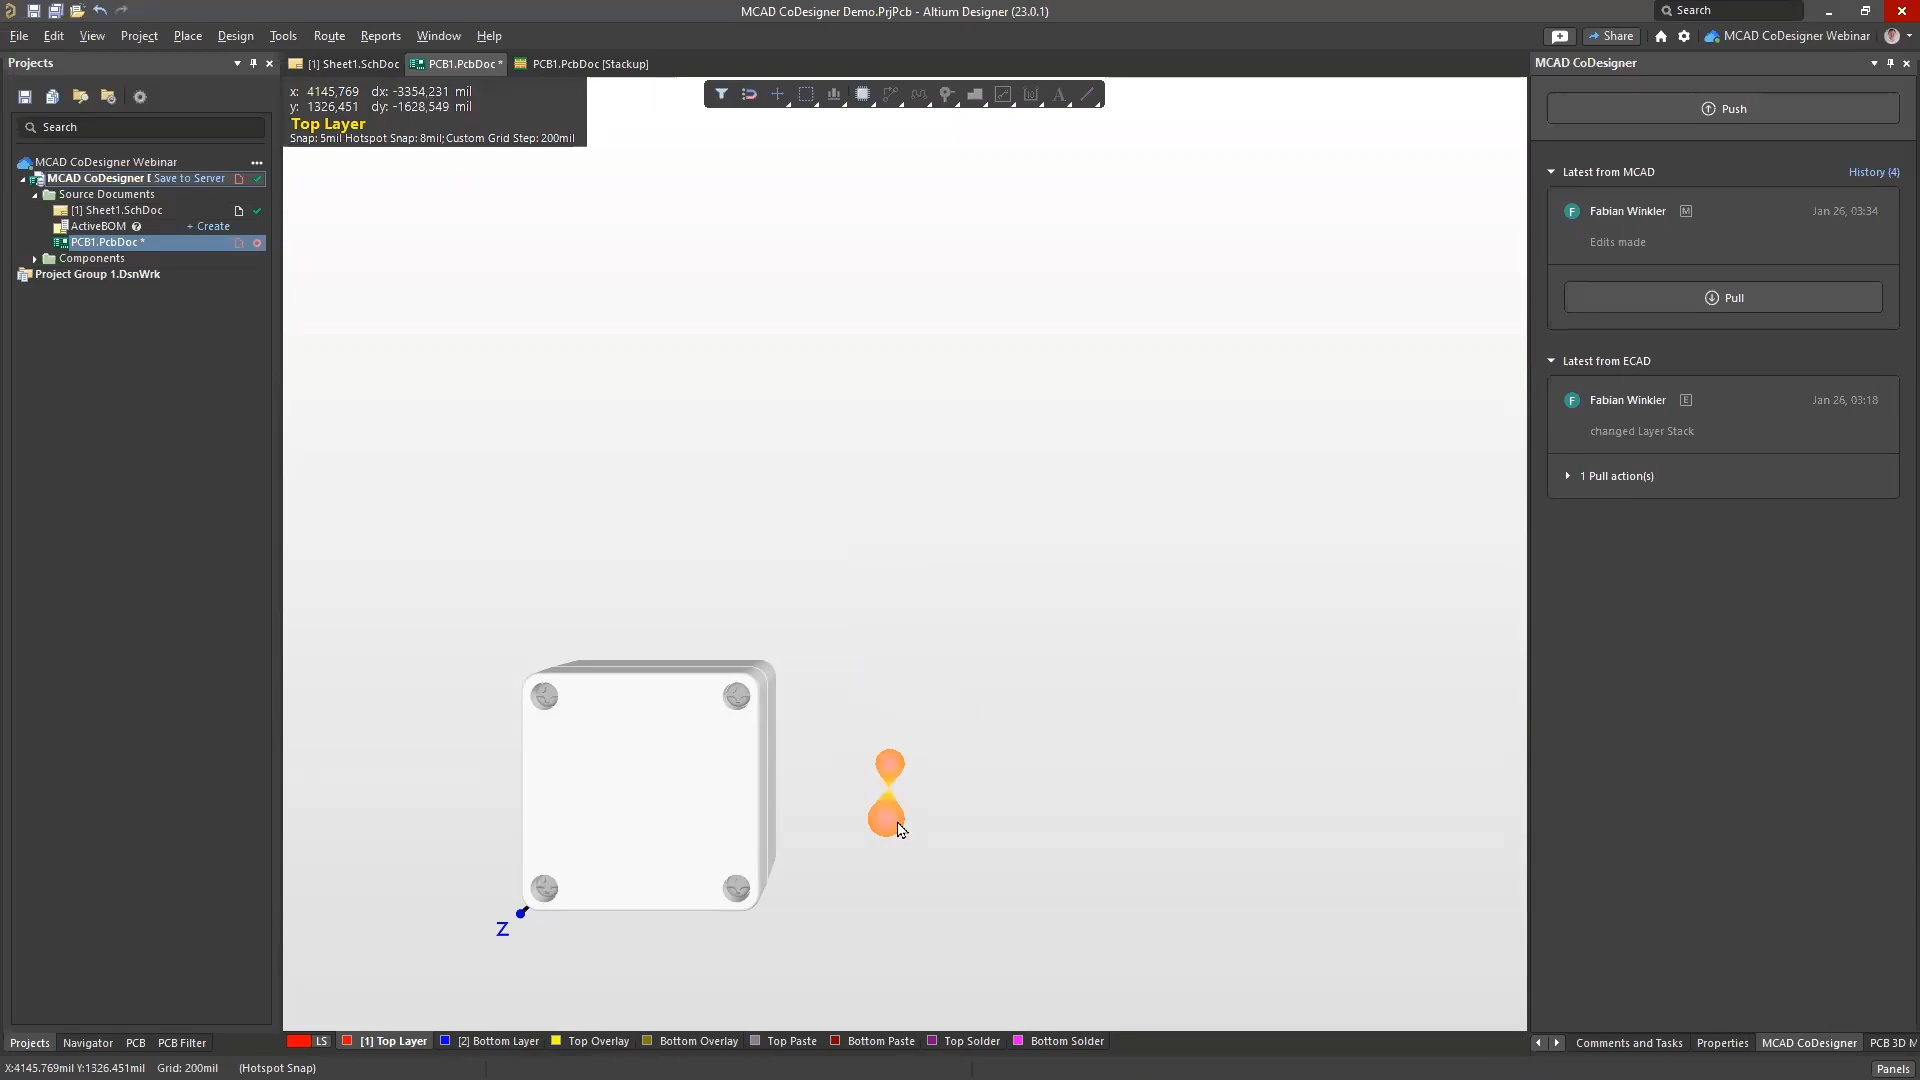 MCAD CoDesigner Demo.PrjPcb - Altium Designer (23.0.1)
Search
File Edit View Project Place Design Tools Route Reports Window Help
Share
MCAD CoDesigner Webinar
Projects
Search
MCAD CoDesigner Webinar
MCAD CoDesigner [ Save to Server
Source Documents
[1] Sheet1.SchDoc
ActiveBOM + Create
PCB1.PcbDoc *
Components
Project Group 1.DsnWrk
[1] Sheet1.SchDoc PCB1.PcbDoc * PCB1.PcbDoc [Stackup]
x: 4145,769 dx: -3354,231 mil
y: 1326,451 dy: -1628,549 mil
Top Layer
Snap: 5mil Hotspot Snap: 8mil;Custom Grid Step: 200mil
Z
MCAD CoDesigner
Push
Latest from MCAD History (4)
F Fabian Winkler M Jan 26, 03:34
Edits made
Pull
Latest from ECAD
F Fabian Winkler E Jan 26, 03:18
changed Layer Stack
1 Pull action(s)
Projects Navigator PCB PCB Filter
LS [1] Top Layer [2] Bottom Layer Top Overlay Bottom Overlay Top Paste Bottom Paste Top Solder Bottom Solder
Comments and Tasks Properties MCAD CoDesigner PCB 3D M
X:4145.769mil Y:1326.451mil Grid: 200mil (Hotspot Snap)
Panels